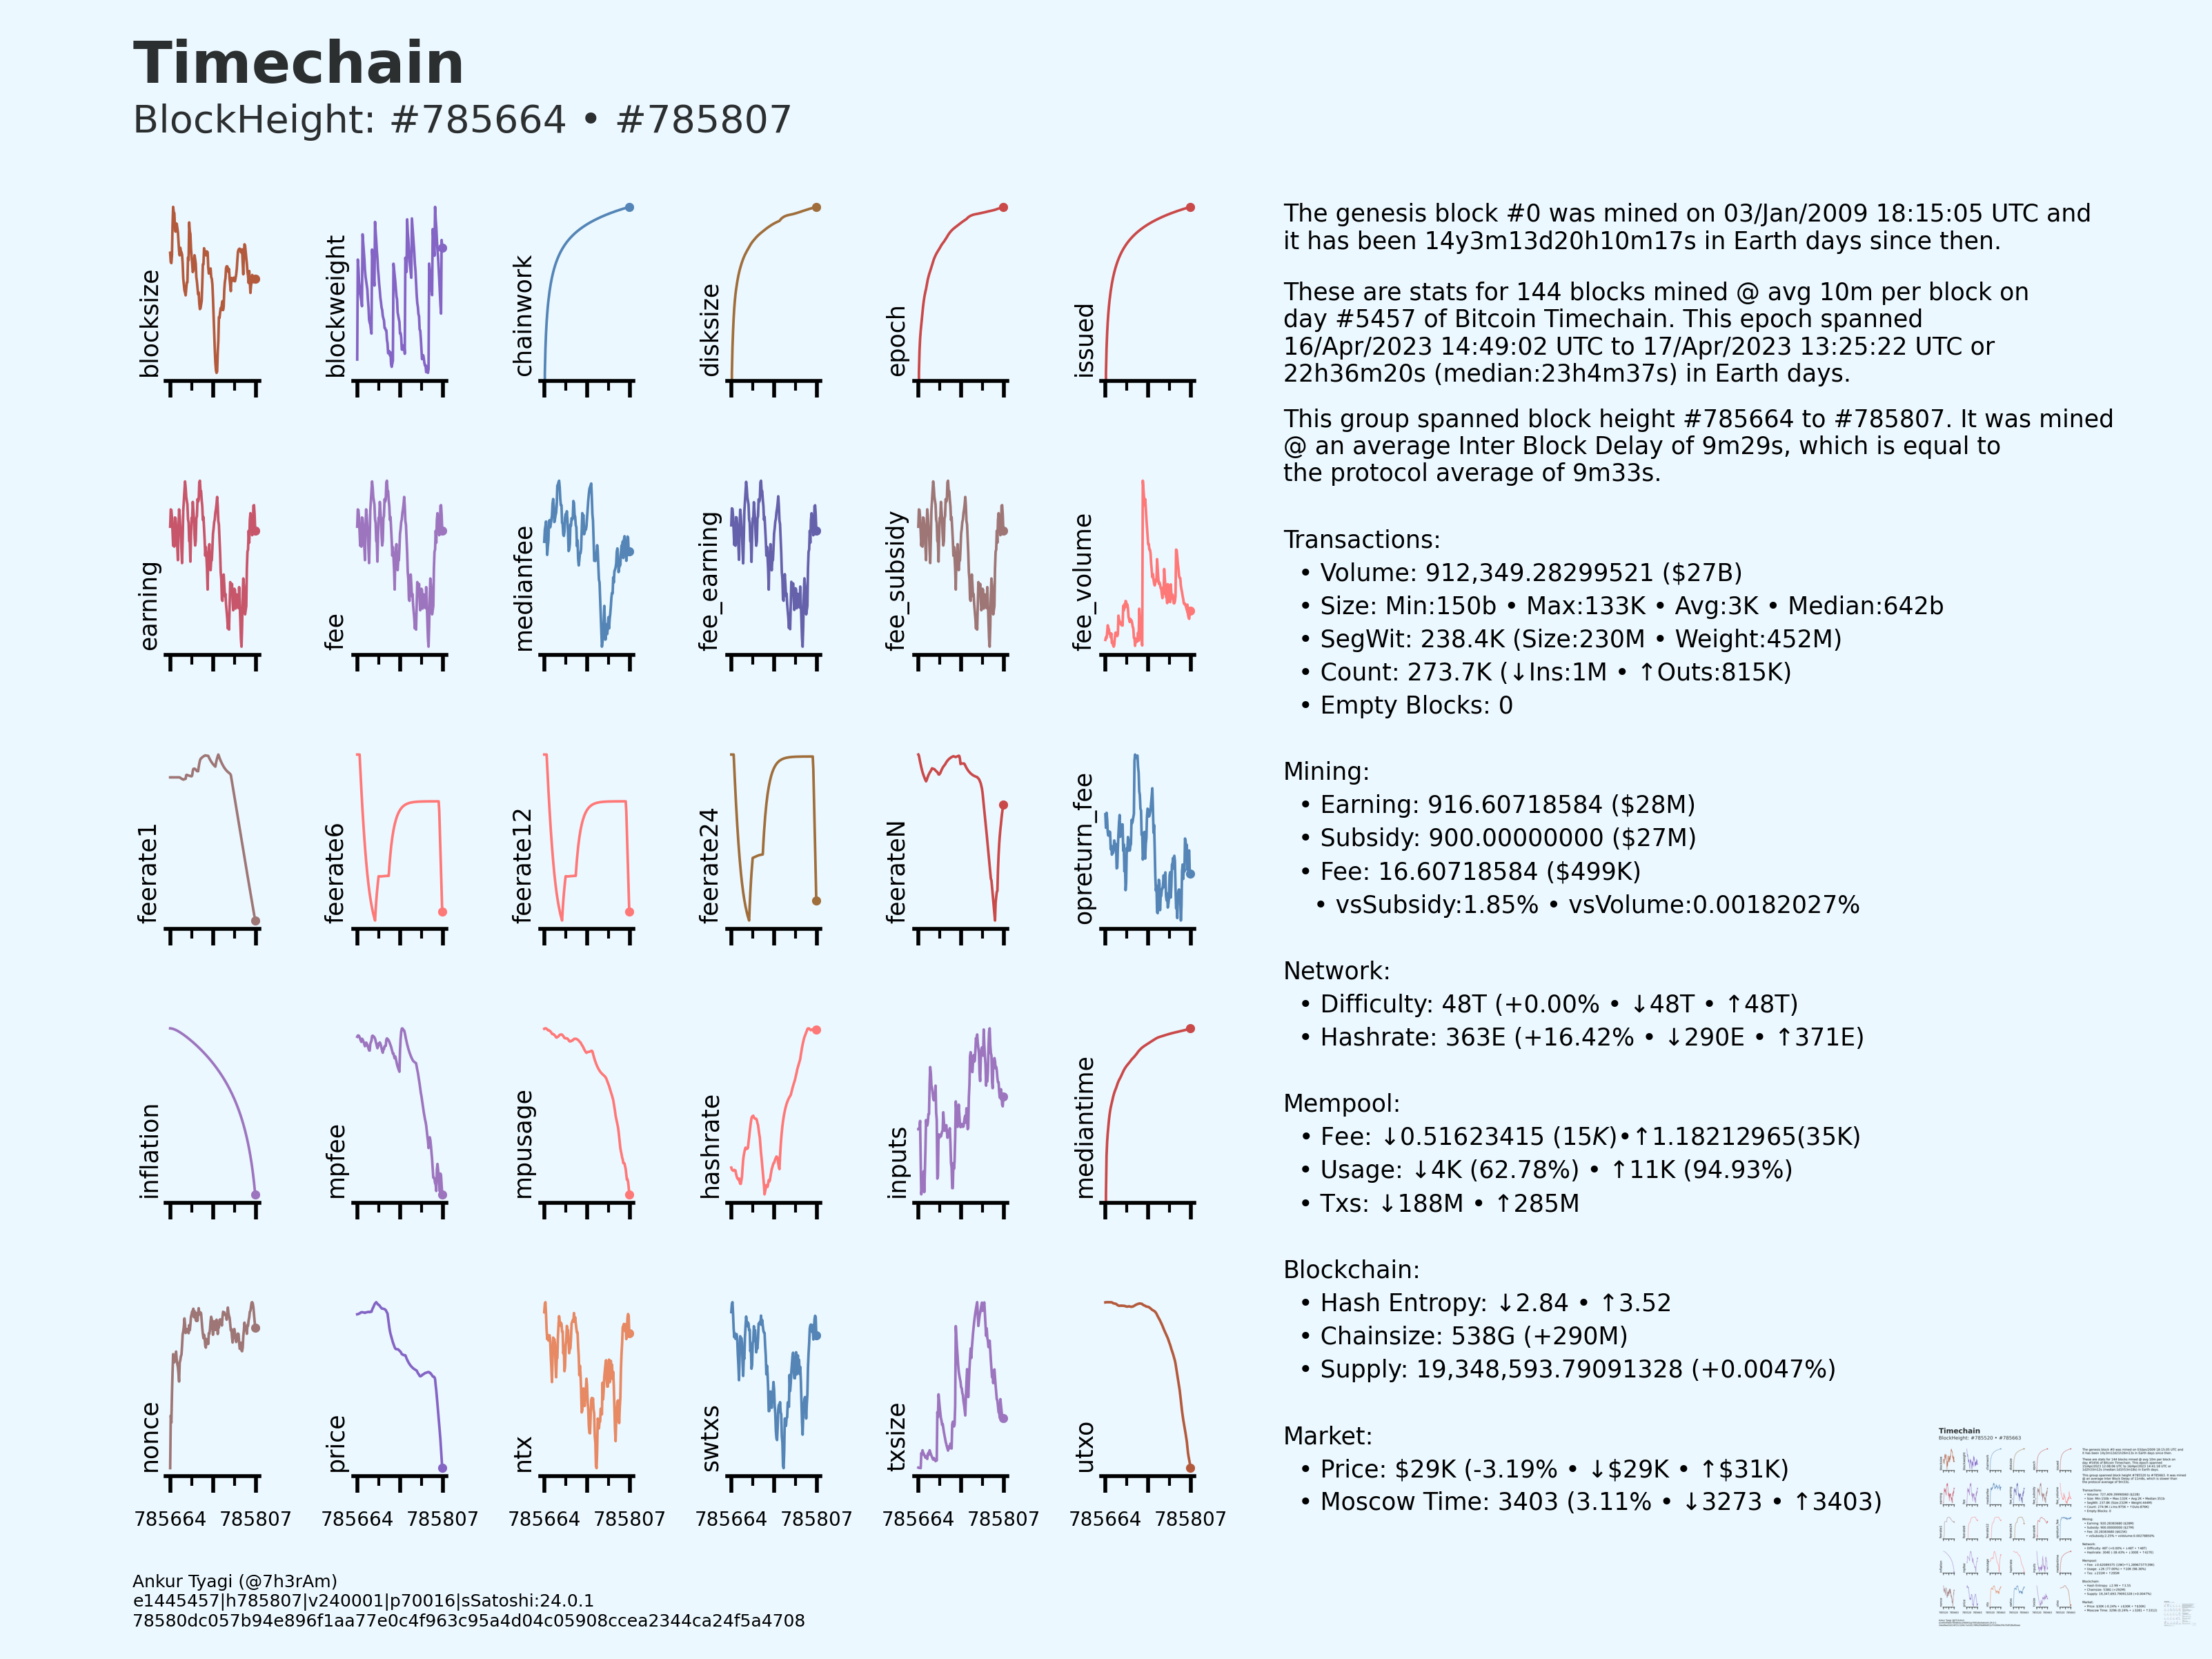 Timechain
BlockHeight: #785664 • #785807
blocksize
blockweight
chainwork
disksize
epoch
issued
earning
fee
medianfee
fee_earning
fee_subsidy
fee_volume
feerate1
feerate6
feerate12
feerate24
feerateN
opreturn_fee
inflation
mpfee
mpusage
hashrate
inputs
mediantime
nonce
price
ntx
swtxs
txsize
utxo
785664 785807 785664 785807 785664 785807 785664 785807 785664 785807 785664 785807
The genesis block #0 was mined on 03/Jan/2009 18:15:05 UTC and
it has been 14y3m13d20h10m17s in Earth days since then.
These are stats for 144 blocks mined @ avg 10m per block on
day #5457 of Bitcoin Timechain. This epoch spanned
16/Apr/2023 14:49:02 UTC to 17/Apr/2023 13:25:22 UTC or
22h36m20s (median:23h4m37s) in Earth days.
This group spanned block height #785664 to #785807. It was mined
@ an average Inter Block Delay of 9m29s, which is equal to
the protocol average of 9m33s.
Transactions:
• Volume: 912,349.28299521 ($27B)
• Size: Min:150b • Max:133K • Avg:3K • Median:642b
• SegWit: 238.4K (Size:230M • Weight:452M)
• Count: 273.7K (↓Ins:1M • ↑Outs:815K)
• Empty Blocks: 0
Mining:
• Earning: 916.60718584 ($28M)
• Subsidy: 900.00000000 ($27M)
• Fee: 16.60718584 ($499K)
• vsSubsidy:1.85% • vsVolume:0.00182027%
Network:
• Difficulty: 48T (+0.00% • ↓48T • ↑48T)
• Hashrate: 363E (+16.42% • ↓290E • ↑371E)
Mempool:
• Fee: ↓0.51623415 (15K)•↑1.18212965(35K)
• Usage: ↓4K (62.78%) • ↑11K (94.93%)
• Txs: ↓188M • ↑285M
Blockchain:
• Hash Entropy: ↓2.84 • ↑3.52
• Chainsize: 538G (+290M)
• Supply: 19,348,593.79091328 (+0.0047%)
Market:
• Price: $29K (-3.19% • ↓$29K • ↑$31K)
• Moscow Time: 3403 (3.11% • ↓3273 • ↑3403)
Ankur Tyagi (@7h3rAm)
e1445457|h785807|v240001|p70016|sSatoshi:24.0.1
78580dc057b94e896f1aa77e0c4f963c95a4d04c05908ccea2344ca24f5a4708
Timechain
BlockHeight: #785520 • #785663